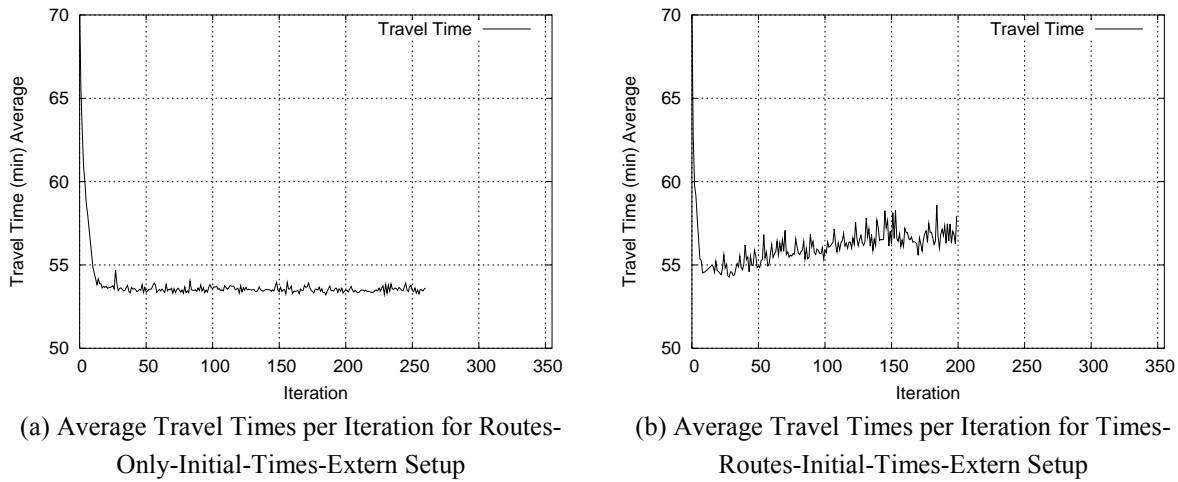 70
65
60
55
50
0 50 100 150 200 250 300 350
Travel Time (min) Average
Iteration
Travel Time
(a) Average Travel Times per Iteration for Routes-
Only-Initial-Times-Extern Setup
70
65
60
55
50
0 50 100 150 200 250 300 350
Travel Time (min) Average
Iteration
Travel Time
(b) Average Travel Times per Iteration for Times-
Routes-Initial-Times-Extern Setup